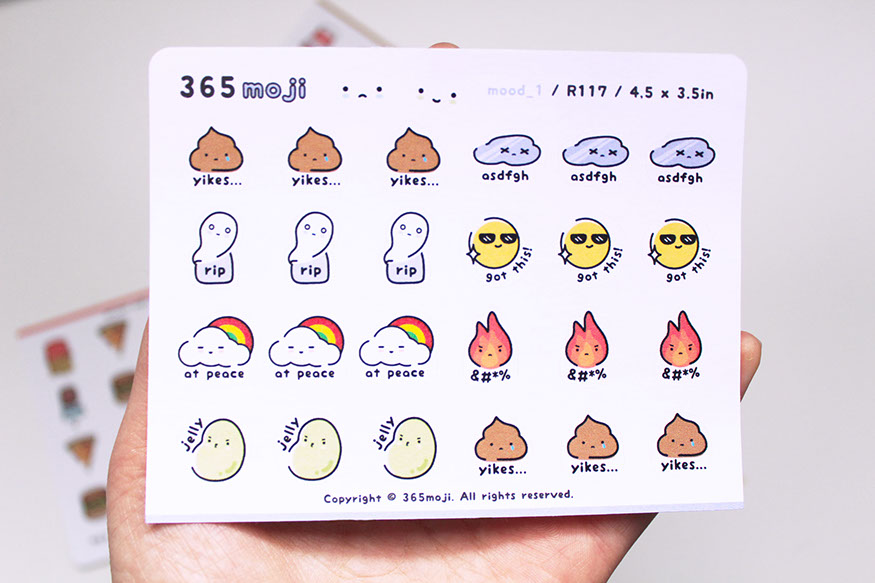 365 moji mood_1 / R117 / 4.5 x 3.5in
yikes... yikes... yikes... asdfgh asdfgh asdfgh
rip rip rip got this! got this! got this!
at peace at peace at peace &#*% &#*% &#*%
jelly jelly jelly yikes... yikes... yikes...
Copyright © 365moji. All rights reserved.